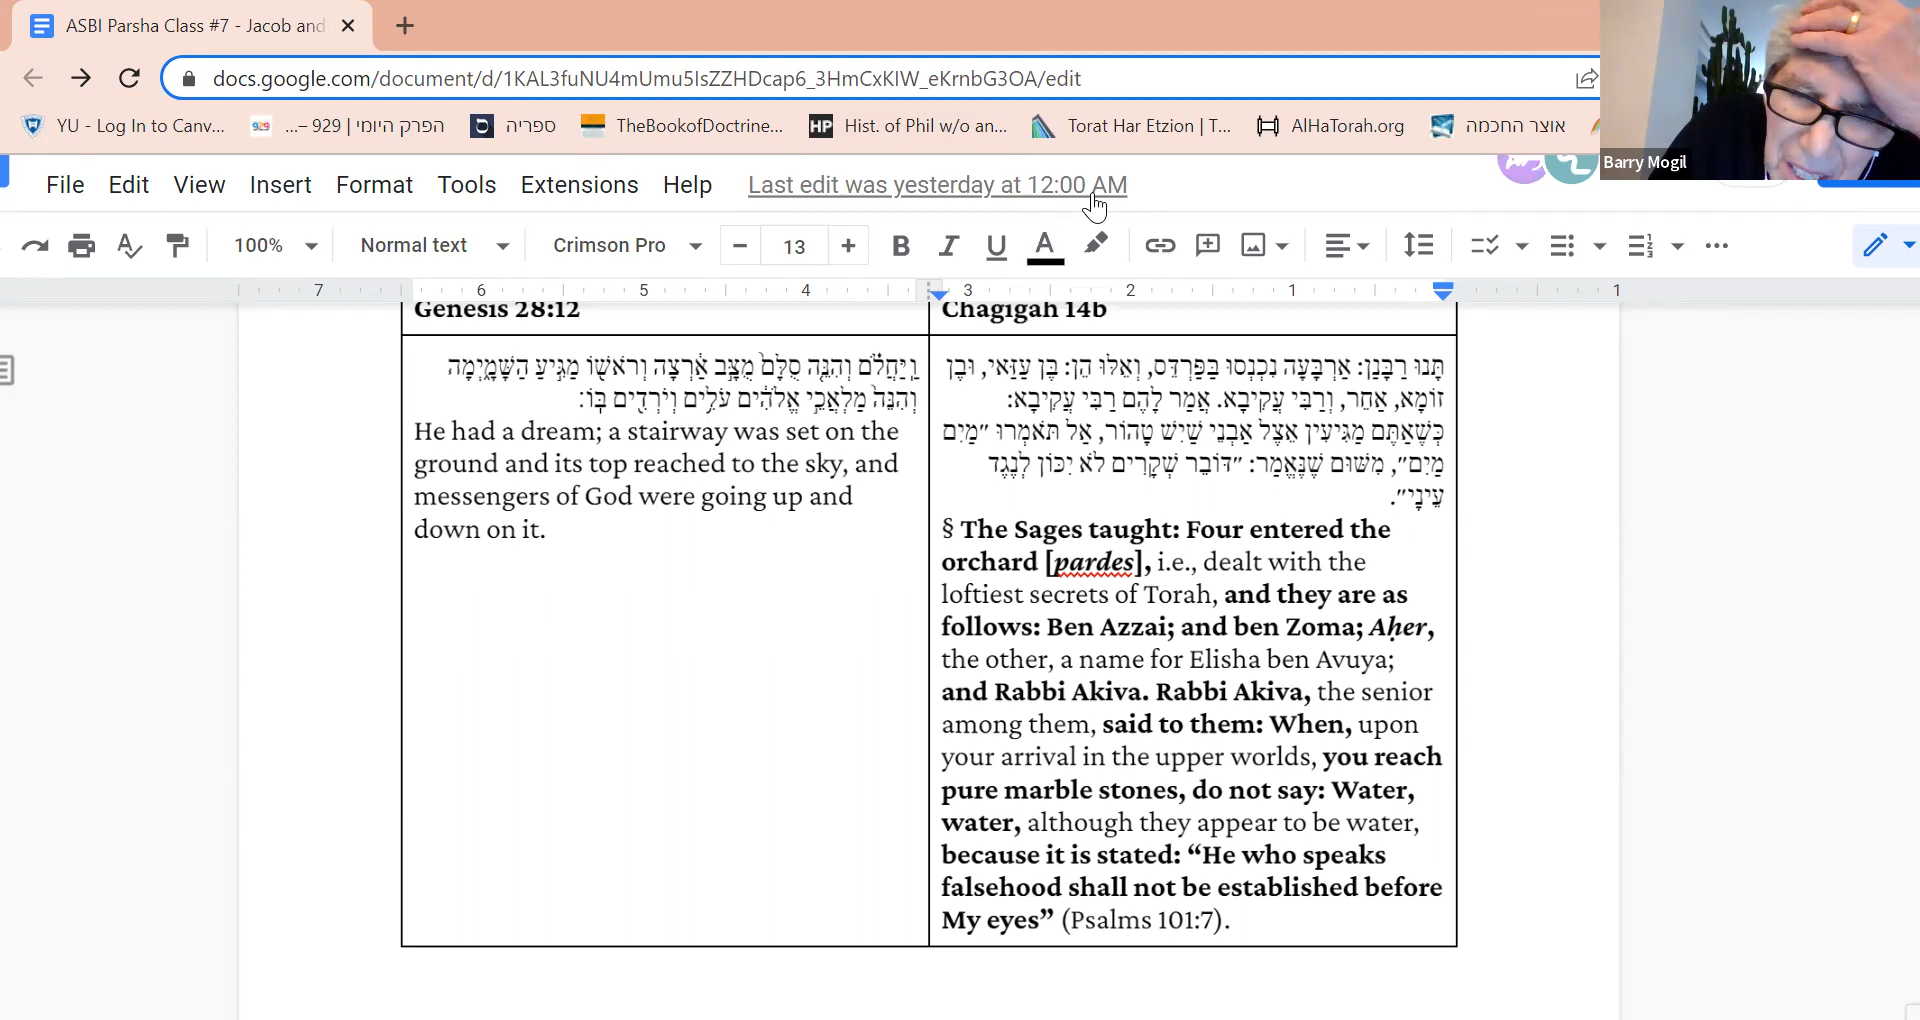 ASBI Parsha Class #7 - Jacob and
docs.google.com/document/d/1KAL3fuNU4mUmu5IsZZHDcap6_3HmCxKIW_eKrnbG3OA/edit
YU - Log In to Canv...
929 –... | הפרק היומי
ספריה
TheBookofDoctrine...
HP Hist. of Phil w/o an...
Torat Har Etzion | T...
AlHaTorah.org
אוצר החכמה
Barry Mogil
File Edit View Insert Format Tools Extensions Help Last edit was yesterday at 12:00 AM
100% Normal text Crimson Pro − 13 + B I U A
7 6 5 4 3 2 1 1
Genesis 28:12
וַֽיַּחֲלֹ֗ם וְהִנֵּ֤ה סֻלָּם֙ מֻצָּ֣ב אַ֔רְצָה וְרֹאשׁ֖וֹ מַגִּ֣יעַ הַשָּׁמָ֑יְמָה
וְהִנֵּה֙ מַלְאֲכֵ֣י אֱלֹהִ֔ים עֹלִ֥ים וְיֹרְדִ֖ים בּֽוֹ׃
He had a dream; a stairway was set on the
ground and its top reached to the sky, and
messengers of God were going up and
down on it.
Chagigah 14b
תָּנוּ רַבָּנַן: אַרְבָּעָה נִכְנְסוּ בַּפַּרְדֵּס, וְאֵלּוּ הֵן: בֶּן עַזַּאי, וּבֶן
זוֹמָא, אַחֵר, וְרַבִּי עֲקִיבָא. אֲמַר לָהֶם רַבִּי עֲקִיבָא:
כְּשֶׁאַתֶּם מַגִּיעִין אֵצֶל אַבְנֵי שַׁיִשׁ טָהוֹר, אַל תֹּאמְרוּ ״מַיִם
מַיִם״, מִשּׁוּם שֶׁנֶּאֱמַר: ״דּוֹבֵר שְׁקָרִים לֹא יִכּוֹן לְנֶגֶד
עֵינָי״.
§ The Sages taught: Four entered the
orchard [pardes], i.e., dealt with the
loftiest secrets of Torah, and they are as
follows: Ben Azzai; and ben Zoma; Aḥer,
the other, a name for Elisha ben Avuya;
and Rabbi Akiva. Rabbi Akiva, the senior
among them, said to them: When, upon
your arrival in the upper worlds, you reach
pure marble stones, do not say: Water,
water, although they appear to be water,
because it is stated: “He who speaks
falsehood shall not be established before
My eyes” (Psalms 101:7).